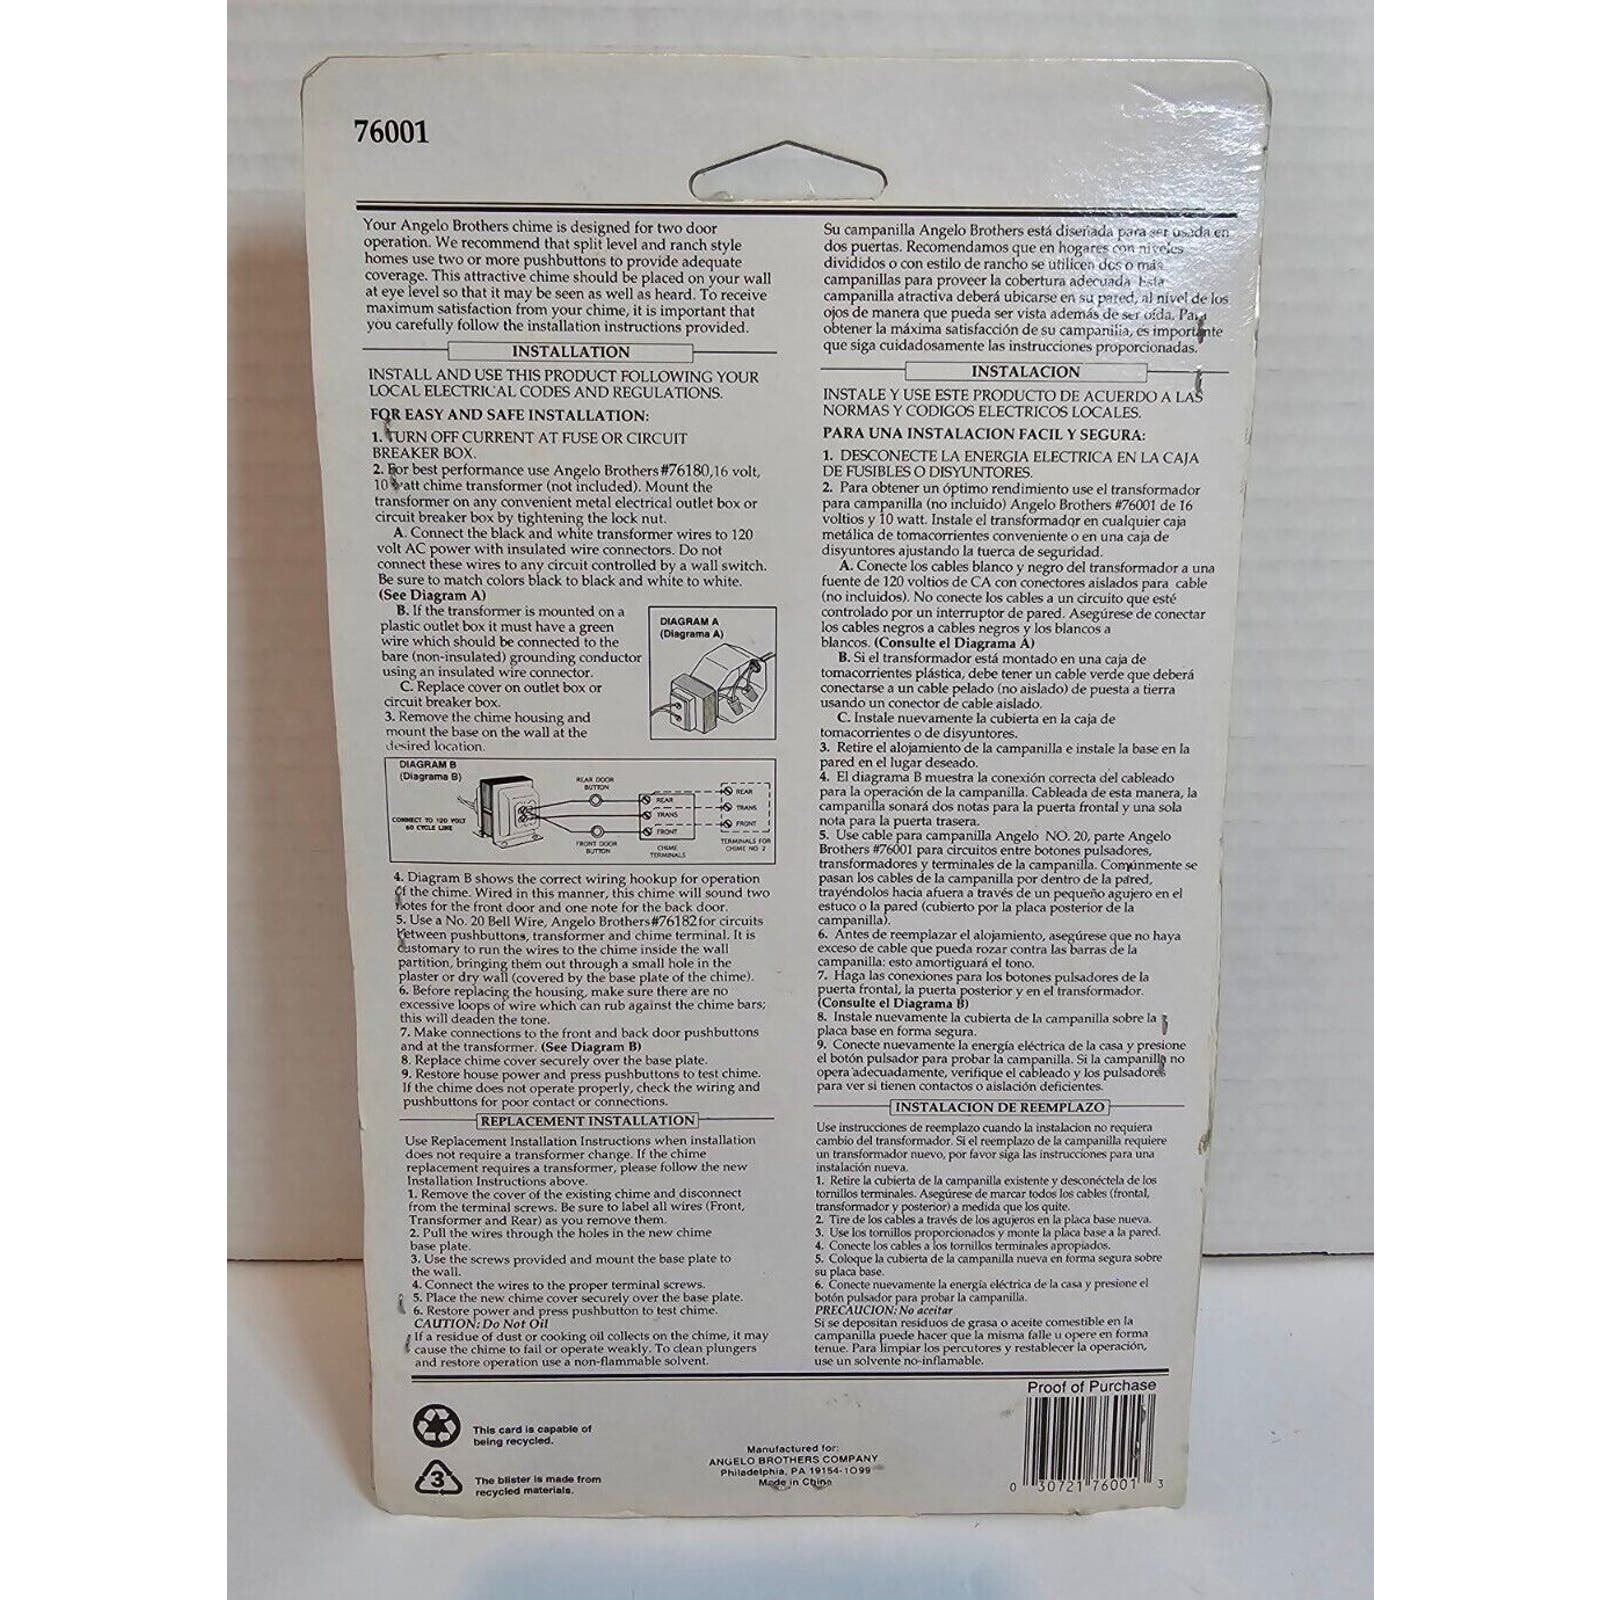 76001
Your Angelo Brothers chime is designed for two door
operation. We recommend that split level and ranch style
homes use two or more pushbuttons to provide adequate
coverage. This attractive chime should be placed on your wall
at eye level so that it may be seen as well as heard. To receive
maximum satisfaction from your chime, it is important that
you carefully follow the installation instructions provided.
INSTALLATION
INSTALL AND USE THIS PRODUCT FOLLOWING YOUR
LOCAL ELECTRICAL CODES AND REGULATIONS.
FOR EASY AND SAFE INSTALLATION:
1. TURN OFF CURRENT AT FUSE OR CIRCUIT
BREAKER BOX.
2. For best performance use Angelo Brothers #76180,16 volt,
10 watt chime transformer (not included). Mount the
transformer on any convenient metal electrical outlet box or
circuit breaker box by tightening the lock nut.
A. Connect the black and white transformer wires to 120
volt AC power with insulated wire connectors. Do not
connect these wires to any circuit controlled by a wall switch.
Be sure to match colors black to black and white to white.
(See Diagram A)
B. If the transformer is mounted on a
plastic outlet box it must have a green
wire which should be connected to the
bare (non-insulated) grounding conductor
using an insulated wire connector.
C. Replace cover on outlet box or
circuit breaker box.
3. Remove the chime housing and
mount the base on the wall at the
desired location.
DIAGRAM A
(Diagrama A)
DIAGRAM B
(Diagrama B)
CONNECT TO 120 VOLT
60 CYCLE LINE
REAR DOOR
BUTTON
FRONT DOOR
BUTTON
REAR
TRANS
FRONT
CHIME
TERMINALS
REAR
TRANS
FRONT
TERMINALS FOR
CHIME NO 2
4. Diagram B shows the correct wiring hookup for operation
of the chime. Wired in this manner, this chime will sound two
notes for the front door and one note for the back door.
5. Use a No. 20 Bell Wire, Angelo Brothers #76182 for circuits
between pushbuttons, transformer and chime terminal. It is
customary to run the wires to the chime inside the wall
partition, bringing them out through a small hole in the
plaster or dry wall (covered by the base plate of the chime).
6. Before replacing the housing, make sure there are no
excessive loops of wire which can rub against the chime bars;
this will deaden the tone.
7. Make connections to the front and back door pushbuttons
and at the transformer. (See Diagram B)
8. Replace chime cover securely over the base plate.
9. Restore house power and press pushbuttons to test chime.
If the chime does not operate properly, check the wiring and
pushbuttons for poor contact or connections.
REPLACEMENT INSTALLATION
Use Replacement Installation Instructions when installation
does not require a transformer change. If the chime
replacement requires a transformer, please follow the new
Installation Instructions above.
1. Remove the cover of the existing chime and disconnect
from the terminal screws. Be sure to label all wires (Front,
Transformer and Rear) as you remove them.
2. Pull the wires through the holes in the new chime
base plate.
3. Use the screws provided and mount the base plate to
the wall.
4. Connect the wires to the proper terminal screws.
5. Place the new chime cover securely over the base plate.
6. Restore power and press pushbutton to test chime.
CAUTION: Do Not Oil
If a residue of dust or cooking oil collects on the chime, it may
cause the chime to fail or operate weakly. To clean plungers
and restore operation use a non-flammable solvent.
Su campanilla Angelo Brothers está diseñada para ser usada en
dos puertas. Recomendamos que en hogares con niveles
divididos o con estilo de rancho se utilicen dos o más
campanillas para proveer la cobertura adecuada. Esta
campanilla atractiva deberá ubicarse en su pared, al nivel de los
ojos de manera que pueda ser vista además de ser oída. Para
obtener la máxima satisfacción de su campanilla, es importante
que siga cuidadosamente las instrucciones proporcionadas.
INSTALACION
INSTALE Y USE ESTE PRODUCTO DE ACUERDO A LAS
NORMAS Y CODIGOS ELECTRICOS LOCALES.
PARA UNA INSTALACION FACIL Y SEGURA:
1. DESCONECTE LA ENERGIA ELECTRICA EN LA CAJA
DE FUSIBLES O DISYUNTORES.
2. Para obtener un óptimo rendimiento use el transformador
para campanilla (no incluido) Angelo Brothers #76001 de 16
voltios y 10 watt. Instale el transformador en cualquier caja
metálica de tomacorrientes conveniente o en una caja de
disyuntores ajustando la tuerca de seguridad.
A. Conecte los cables blanco y negro del transformador a una
fuente de 120 voltios de CA con conectores aislados para cable
(no incluidos). No conecte los cables a un circuito que esté
controlado por un interruptor de pared. Asegúrese de conectar
los cables negros a cables negros y los blancos a
blancos. (Consulte el Diagrama A)
B. Si el transformador está montado en una caja de
tomacorrientes plástica, debe tener un cable verde que deberá
conectarse a un cable pelado (no aislado) de puesta a tierra
usando un conector de cable aislado.
C. Instale nuevamente la cubierta en la caja de
tomacorrientes o de disyuntores.
3. Retire el alojamiento de la campanilla e instale la base en la
pared en el lugar deseado.
4. El diagrama B muestra la conexión correcta del cableado
para la operación de la campanilla. Cableada de esta manera, la
campanilla sonará dos notas para la puerta frontal y una sola
nota para la puerta trasera.
5. Use cable para campanilla Angelo NO. 20, parte Angelo
Brothers #76001 para circuitos entre botones pulsadores,
transformadores y terminales de la campanilla. Comúnmente se
pasan los cables de la campanilla por dentro de la pared,
trayéndolos hacia afuera a través de un pequeño agujero en el
estuco o la pared (cubierto por la placa posterior de la
campanilla).
6. Antes de reemplazar el alojamiento, asegúrese que no haya
exceso de cable que pueda rozar contra las barras de la
campanilla: esto amortiguará el tono.
7. Haga las conexiones para los botones pulsadores de la
puerta frontal, la puerta posterior y en el transformador.
(Consulte el Diagrama B)
8. Instale nuevamente la cubierta de la campanilla sobre la
placa base en forma segura.
9. Conecte nuevamente la energía eléctrica de la casa y presione
el botón pulsador para probar la campanilla. Si la campanilla no
opera adecuadamente, verifique el cableado y los pulsadores
para ver si tienen contactos o aislación deficientes.
INSTALACION DE REEMPLAZO
Use instrucciones de reemplazo cuando la instalacion no requiera
cambio del transformador. Si el reemplazo de la campanilla requiere
un transformador nuevo, por favor siga las instrucciones para una
instalación nueva.
1. Retire la cubierta de la campanilla existente y desconéctela de los
tornillos terminales. Asegúrese de marcar todos los cables (frontal,
transformador y posterior) a medida que los quite.
2. Tire de los cables a través de los agujeros en la placa base nueva.
3. Use los tornillos proporcionados y monte la placa base a la pared.
4. Conecte los cables a los tornillos terminales apropiados.
5. Coloque la cubierta de la campanilla nueva en forma segura sobre
su placa base.
6. Conecte nuevamente la energía eléctrica de la casa y presione el
botón pulsador para probar la campanilla.
PRECAUCION: No aceitar
Si se depositan residuos de grasa o aceite comestible en la
campanilla puede hacer que la misma falle u opere en forma
tenue. Para limpiar los percutores y restablecer la operación,
use un solvente no-inflamable.
This card is capable of
being recycled.
3
The blister is made from
recycled materials.
Manufactured for:
ANGELO BROTHERS COMPANY
Philadelphia, PA 19154-1099
Made in China
Proof of Purchase
0 30721 76001 3